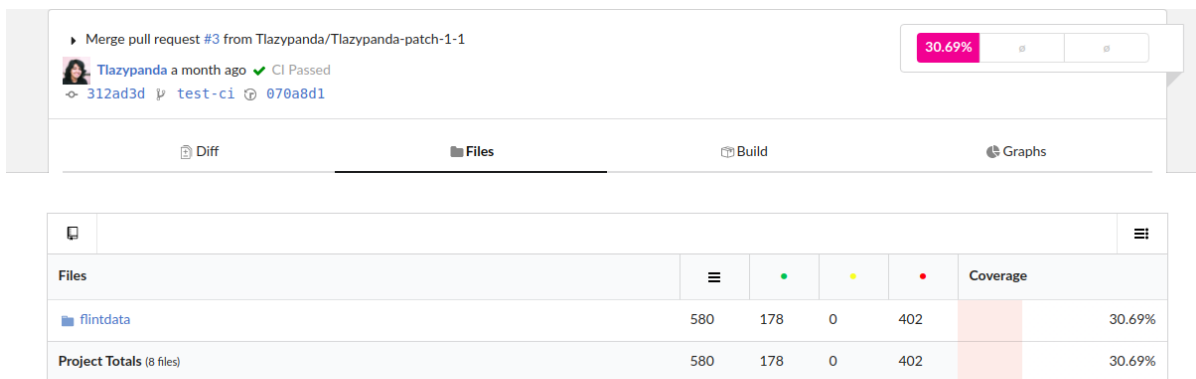 Merge pull request #3 from Tlazypanda/Tlazypanda-patch-1-1
30.69% ø ø
Tlazypanda a month ago CI Passed
312ad3d test-ci 070a8d1
Diff Files Build Graphs
Files Coverage
flintdata 580 178 0 402 30.69%
Project Totals (8 files) 580 178 0 402 30.69%